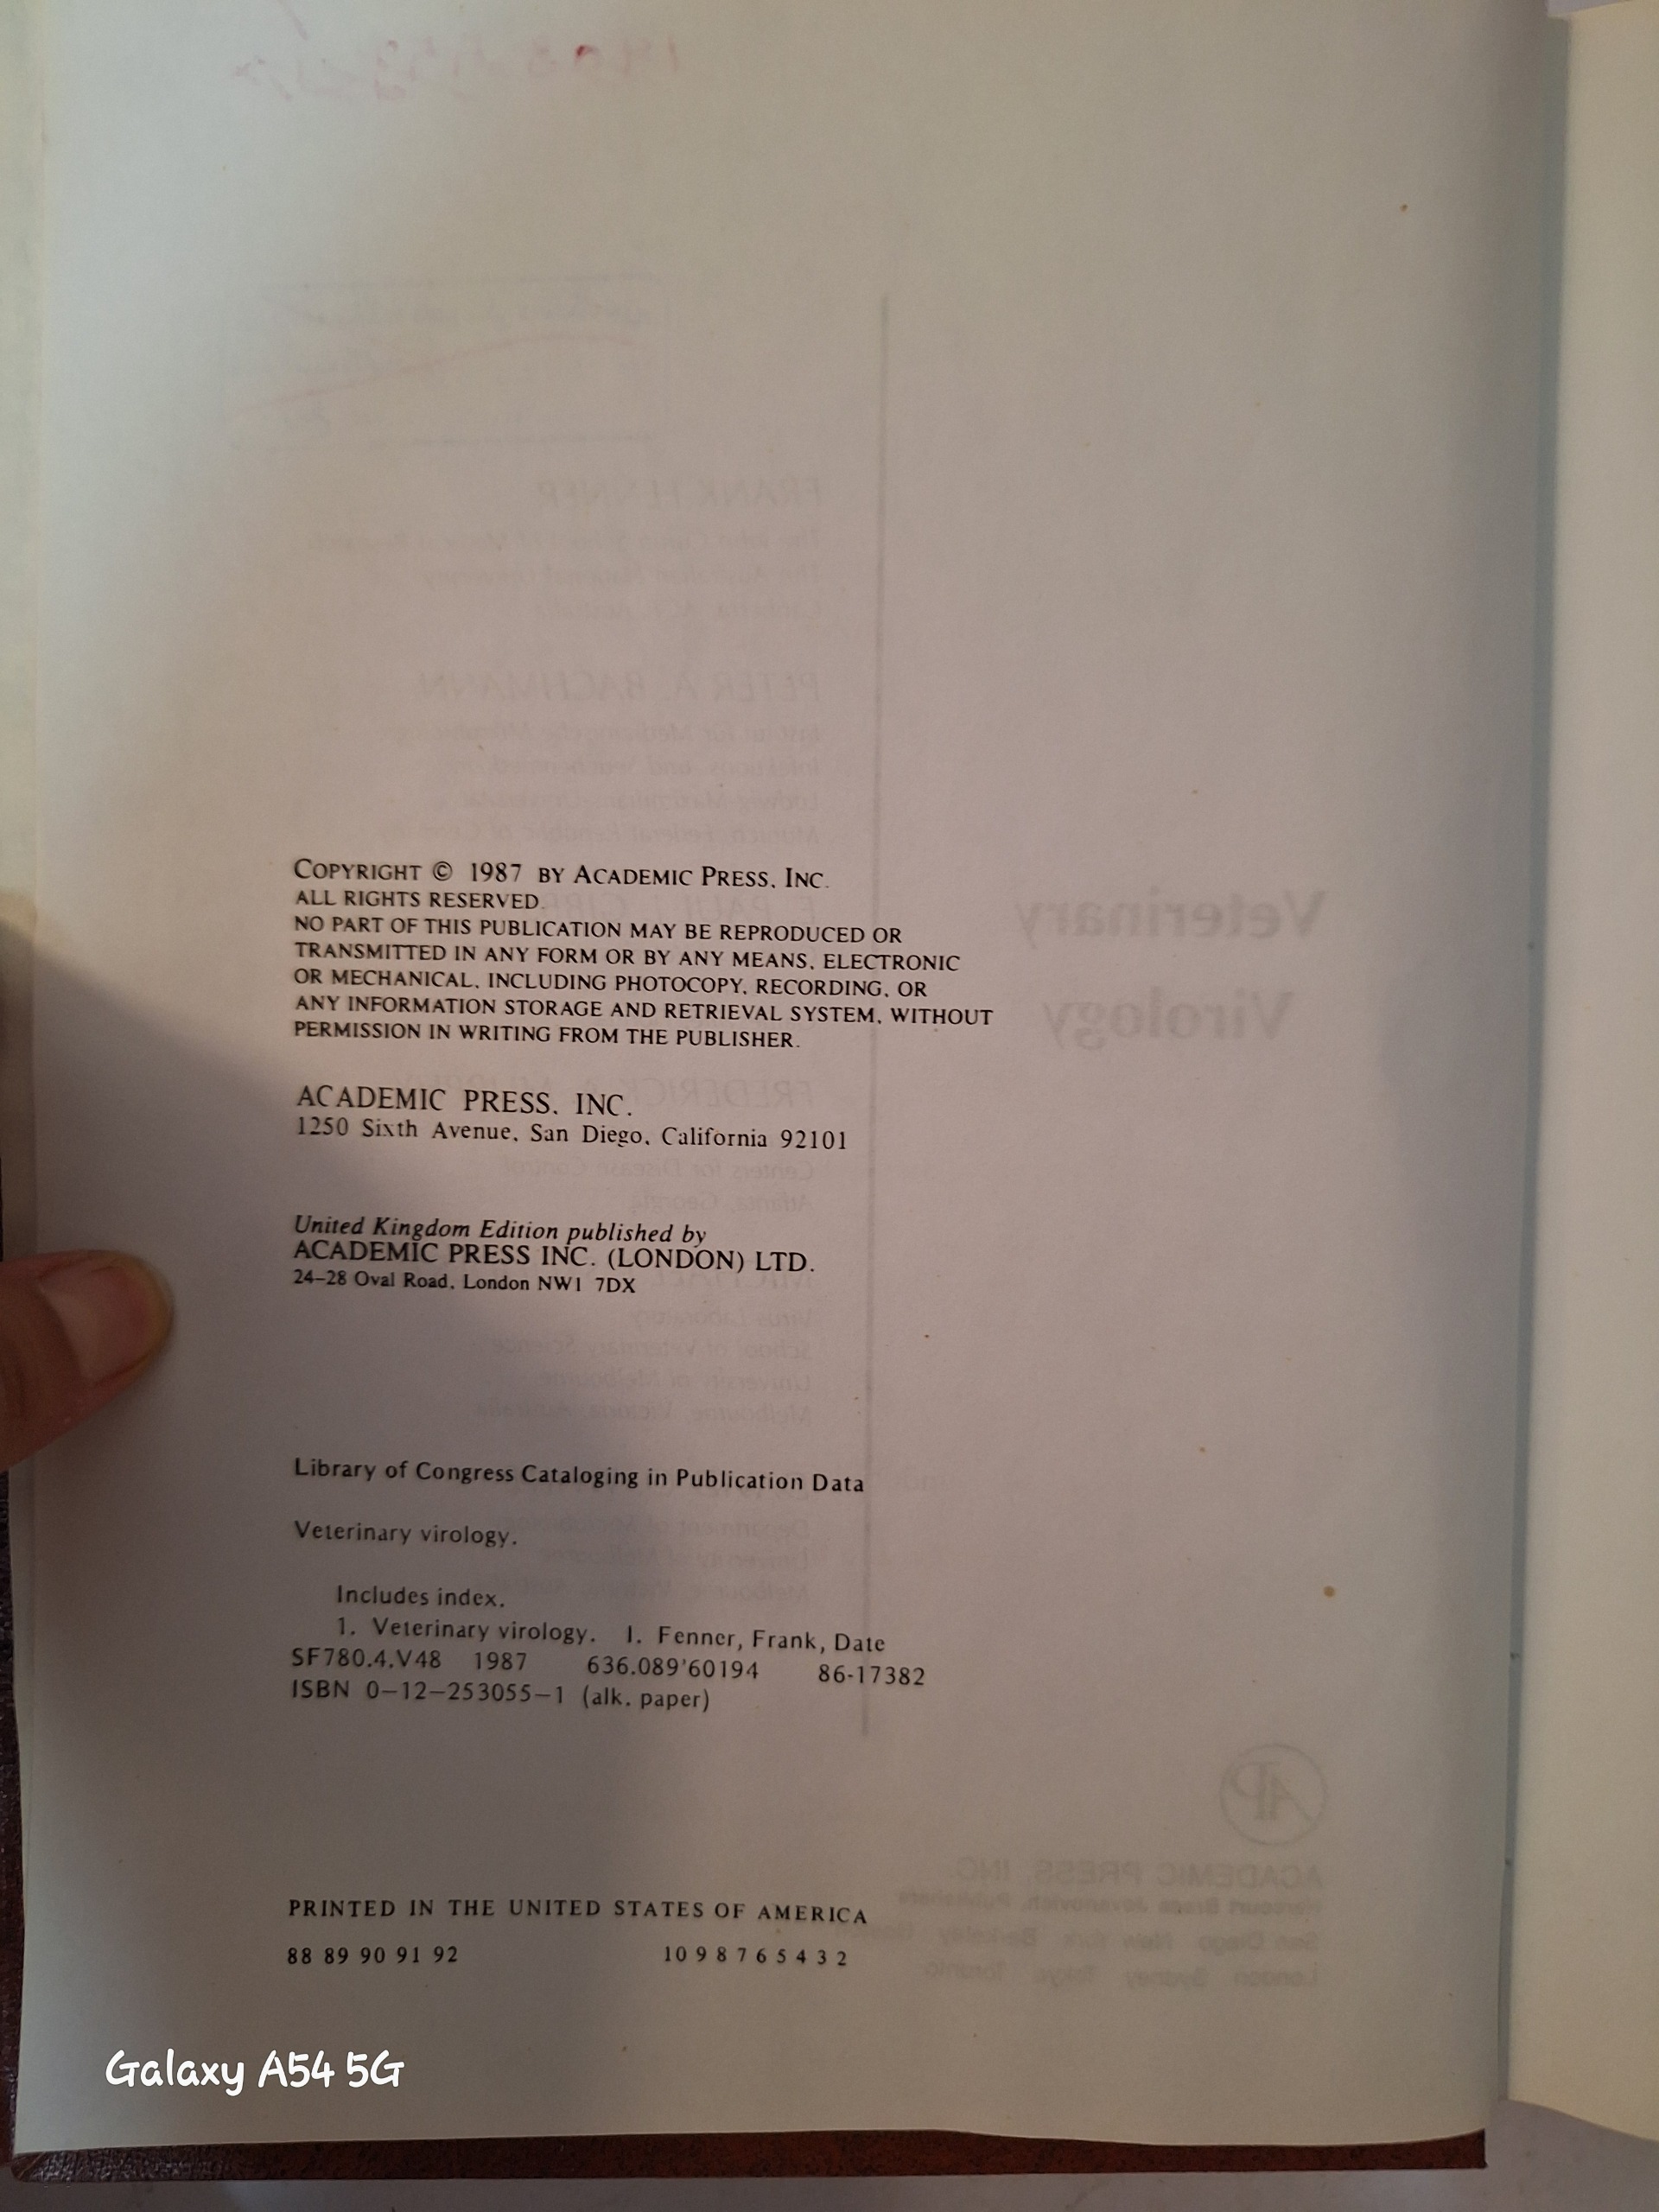 COPYRIGHT © 1987 BY ACADEMIC PRESS, INC.
ALL RIGHTS RESERVED.
NO PART OF THIS PUBLICATION MAY BE REPRODUCED OR
TRANSMITTED IN ANY FORM OR BY ANY MEANS, ELECTRONIC
OR MECHANICAL, INCLUDING PHOTOCOPY, RECORDING, OR
ANY INFORMATION STORAGE AND RETRIEVAL SYSTEM, WITHOUT
PERMISSION IN WRITING FROM THE PUBLISHER.
ACADEMIC PRESS, INC.
1250 Sixth Avenue, San Diego, California 92101
United Kingdom Edition published by
ACADEMIC PRESS INC. (LONDON) LTD.
24–28 Oval Road, London NW1 7DX
Library of Congress Cataloging in Publication Data
Veterinary virology.
Includes index.
1. Veterinary virology. I. Fenner, Frank, Date
SF780.4.V48 1987 636.089'60194 86-17382
ISBN 0–12–253055–1 (alk. paper)
PRINTED IN THE UNITED STATES OF AMERICA
88 89 90 91 92 10 9 8 7 6 5 4 3 2
Veterinary
Virology
Galaxy A54 5G